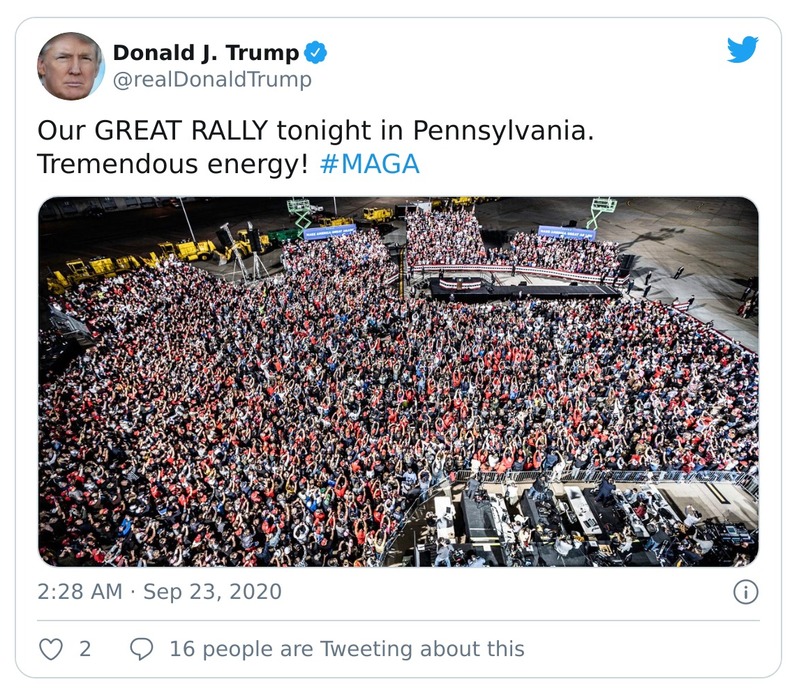 Donald J. Trump
@realDonaldTrump
Our GREAT RALLY tonight in Pennsylvania.
Tremendous energy! #MAGA
2:28 AM · Sep 23, 2020
2
16 people are Tweeting about this